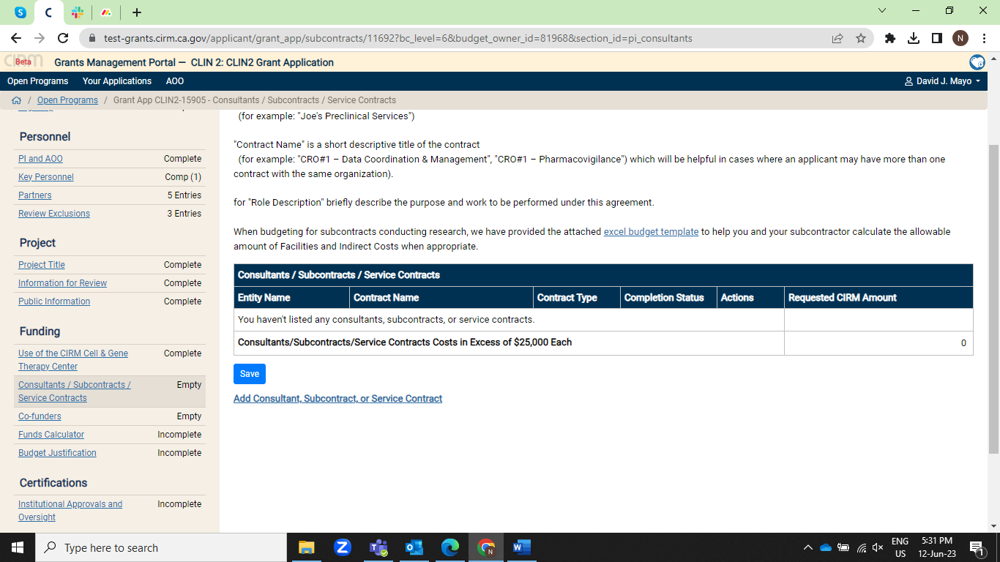 test-grants.cirm.ca.gov/applicant/grant_app/subcontracts/11692?bc_level=6&budget_owner_id=81968&section_id=pi_consultants
N
CIRM
Beta
Grants Management Portal — CLIN 2: CLIN2 Grant Application
Open Programs Your Applications AOO David J. Mayo
/ Open Programs / Grant App CLIN2-15905 - Consultants / Subcontracts / Service Contracts
Personnel
PI and AOO Complete
Key Personnel Comp (1)
Partners 5 Entries
Review Exclusions 3 Entries
Project
Project Title Complete
Information for Review Complete
Public Information Complete
Funding
Use of the CIRM Cell & Gene Complete
Therapy Center
Consultants / Subcontracts / Empty
Service Contracts
Co-funders Empty
Funds Calculator Incomplete
Budget Justification Incomplete
Certifications
Institutional Approvals and Incomplete
Oversight
(for example: "Joe's Preclinical Services")
"Contract Name" is a short descriptive title of the contract
(for example: "CRO#1 – Data Coordination & Management", "CRO#1 – Pharmacovigilance") which will be helpful in cases where an applicant may have more than one
contract with the same organization).
for "Role Description" briefly describe the purpose and work to be performed under this agreement.
When budgeting for subcontracts conducting research, we have provided the attached excel budget template to help you and your subcontractor calculate the allowable
amount of Facilities and Indirect Costs when appropriate.
Consultants / Subcontracts / Service Contracts
Entity Name Contract Name Contract Type Completion Status Actions Requested CIRM Amount
You haven't listed any consultants, subcontracts, or service contracts.
Consultants/Subcontracts/Service Contracts Costs in Excess of $25,000 Each 0
Save
Add Consultant, Subcontract, or Service Contract
Type here to search
ENG
US
5:31 PM
12-Jun-23
1